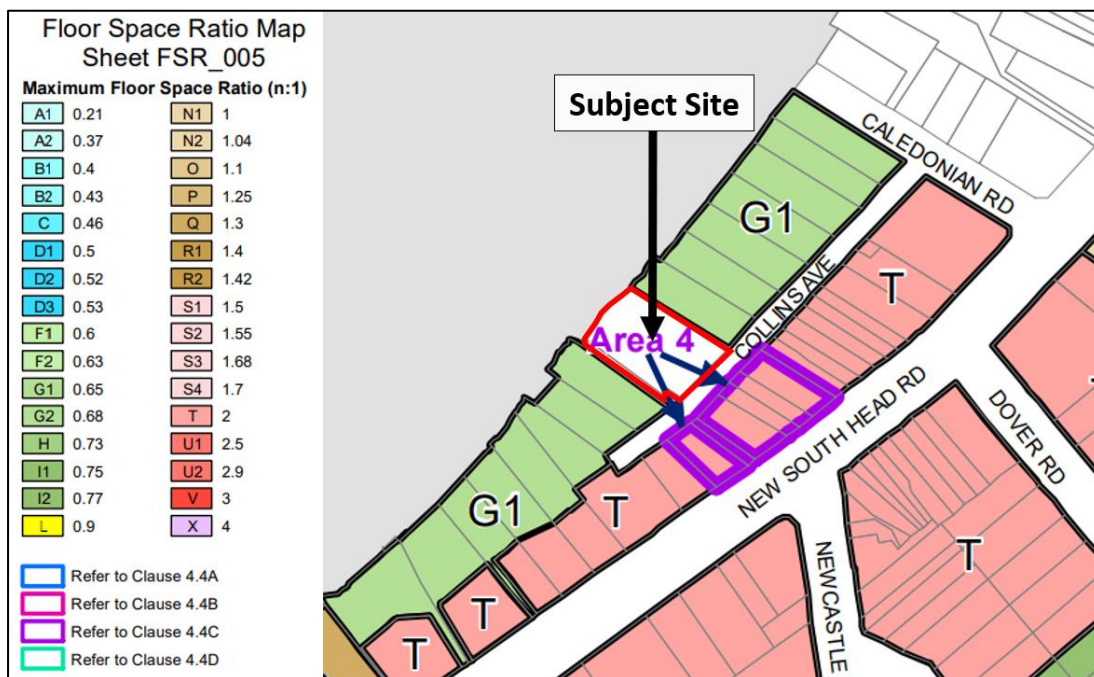 Floor Space Ratio Map
Sheet FSR_005
Maximum Floor Space Ratio (n:1)
A1 0.21
A2 0.37
B1 0.4
B2 0.43
C 0.46
D1 0.5
D2 0.52
D3 0.53
F1 0.6
F2 0.63
G1 0.65
G2 0.68
H 0.73
I1 0.75
I2 0.77
L 0.9
N1 1
N2 1.04
O 1.1
P 1.25
Q 1.3
R1 1.4
R2 1.42
S1 1.5
S2 1.55
S3 1.68
S4 1.7
T 2
U1 2.5
U2 2.9
V 3
X 4
Refer to Clause 4.4A
Refer to Clause 4.4B
Refer to Clause 4.4C
Refer to Clause 4.4D
Subject Site
CALEDONIAN RD
G1
T
COLLINS AVE
Area 4
NEW SOUTH HEAD RD
DOVER RD
G1
T
T
T
T
NEWCASTLE